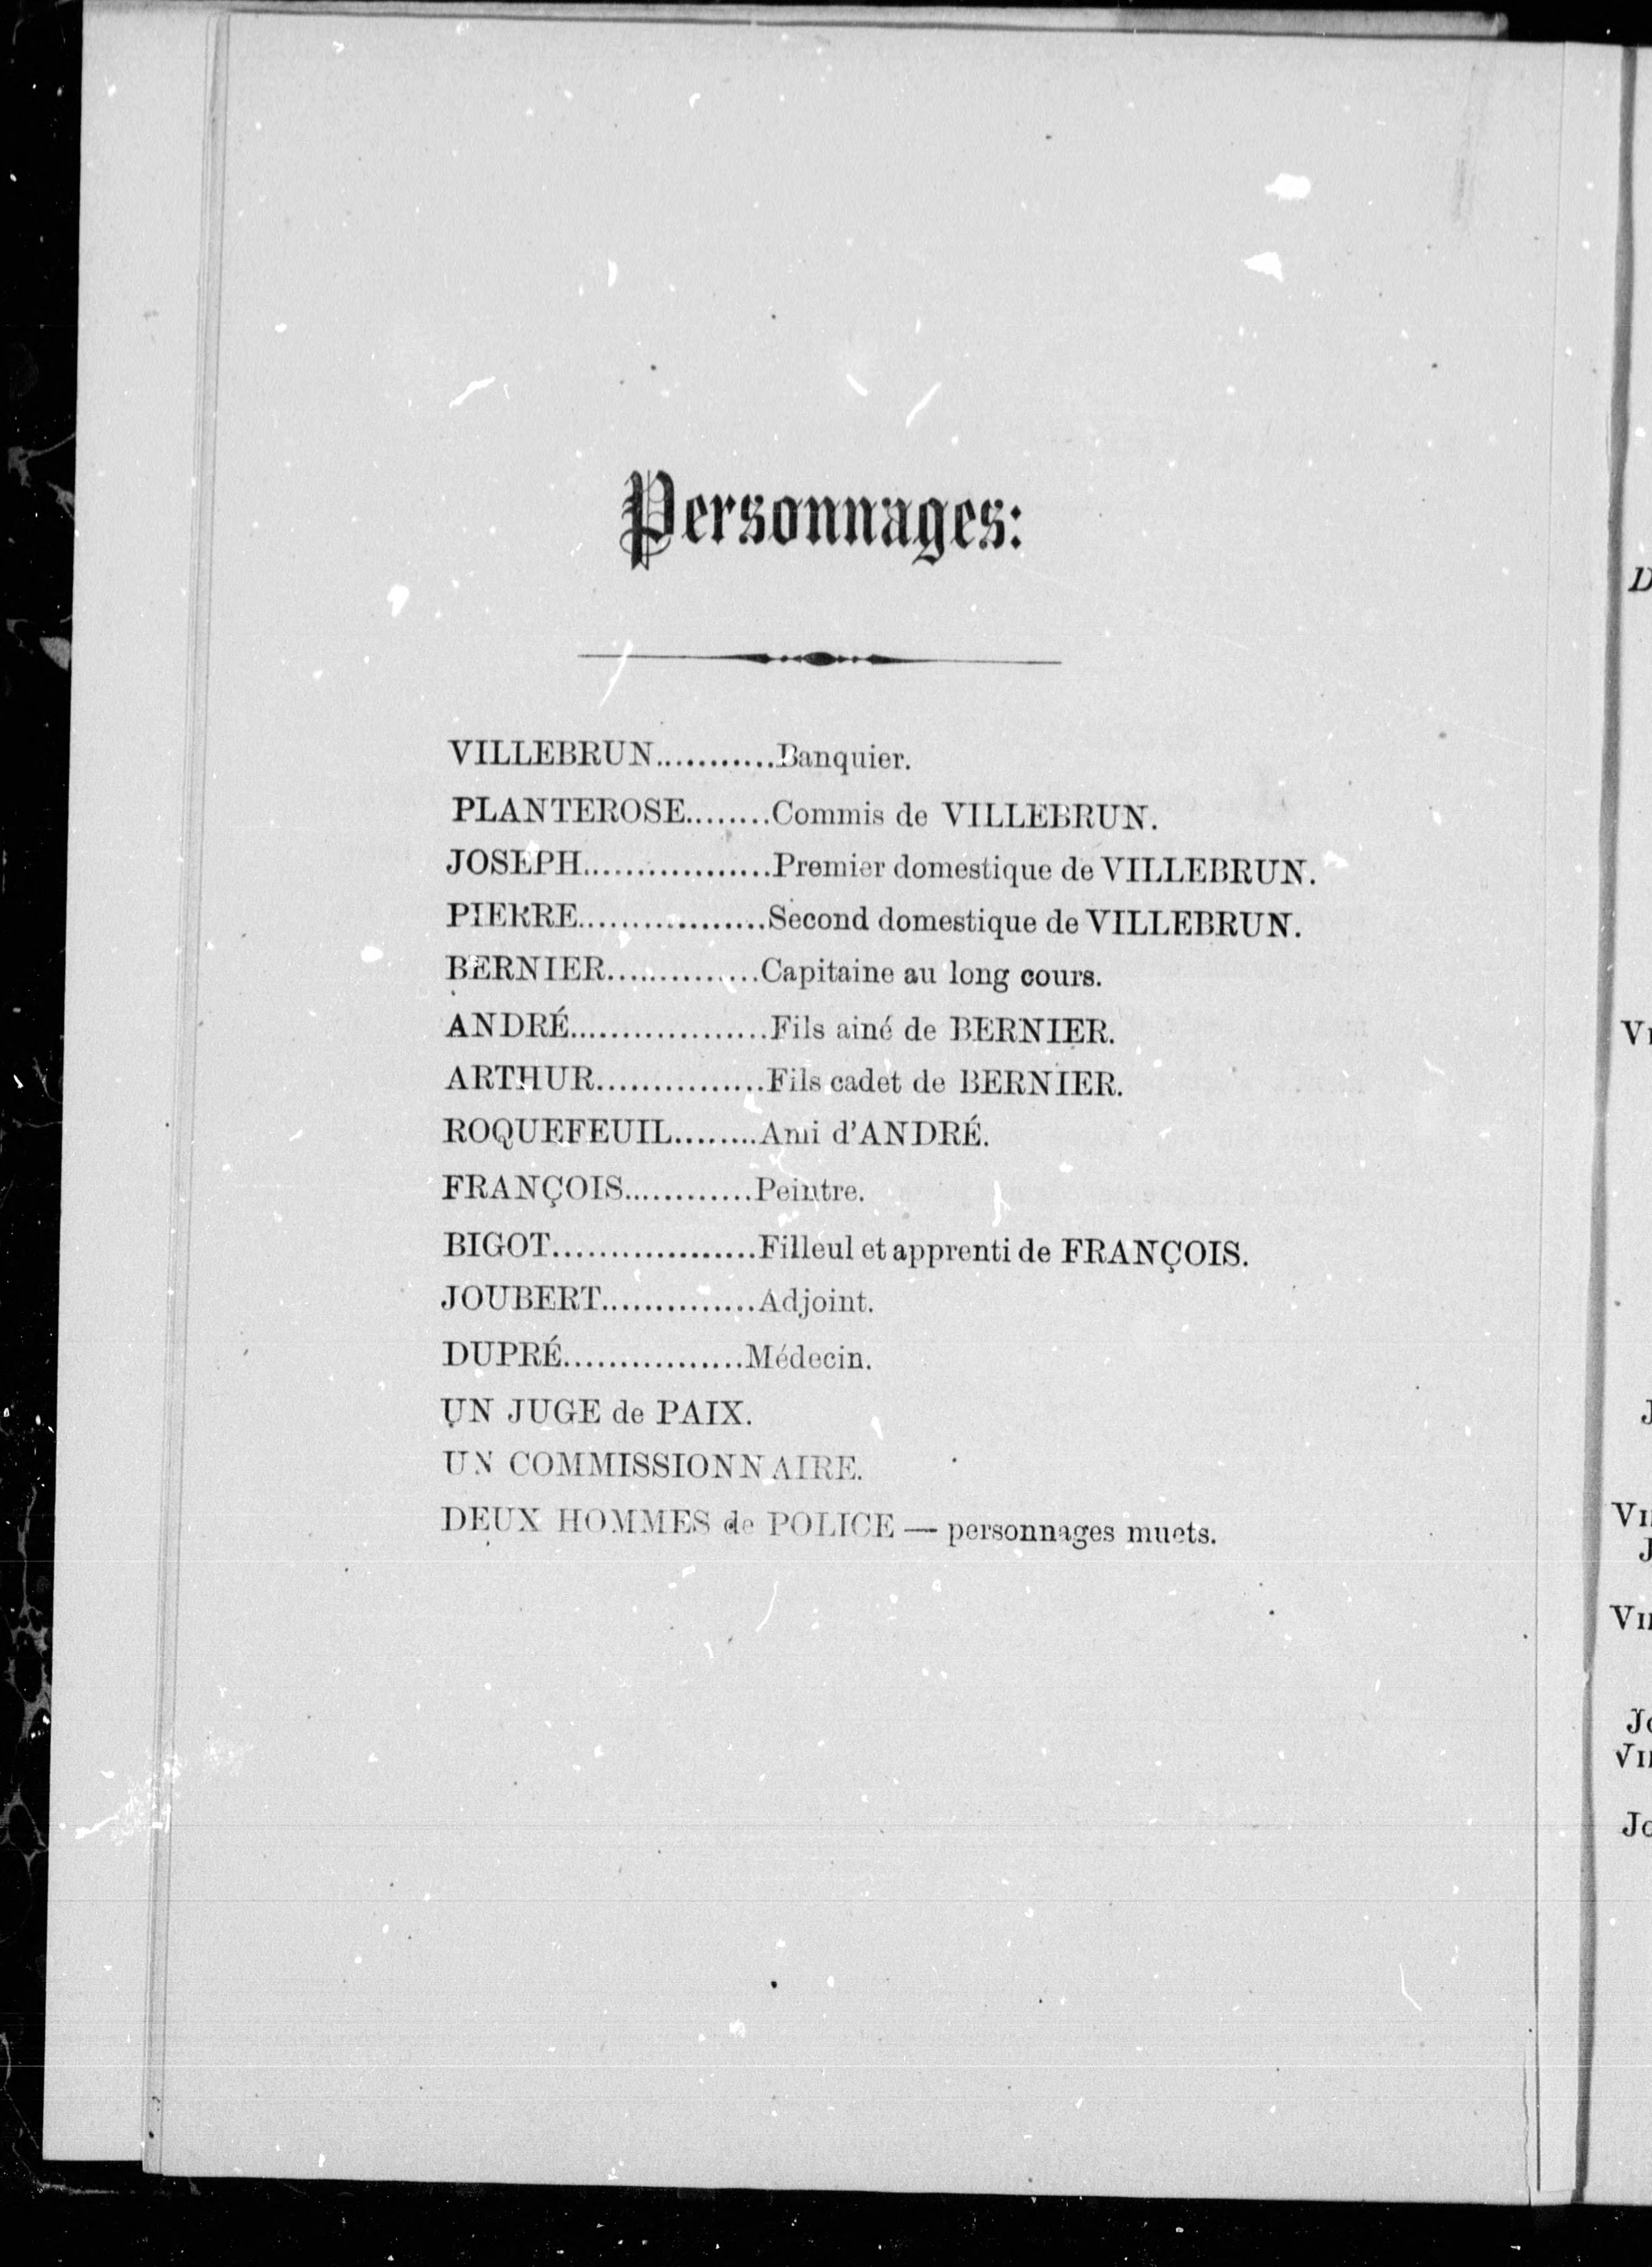 Personnages:
VILLEBRUN...........Banquier.
PLANTEROSE........Commis de VILLEBRUN.
JOSEPH.................Premier domestique de VILLEBRUN.
PIERRE.................Second domestique de VILLEBRUN.
BERNIER..............Capitaine au long cours.
ANDRÉ..................Fils ainé de BERNIER.
ARTHUR...............Fils cadet de BERNIER.
ROQUEFEUIL........Ami d'ANDRÉ.
FRANÇOIS............Peintre.
BIGOT..................Filleul et apprenti de FRANÇOIS.
JOUBERT..............Adjoint.
DUPRÉ................Médecin.
UN JUGE de PAIX.
UN COMMISSIONNAIRE.
DEUX HOMMES de POLICE — personnages muets.